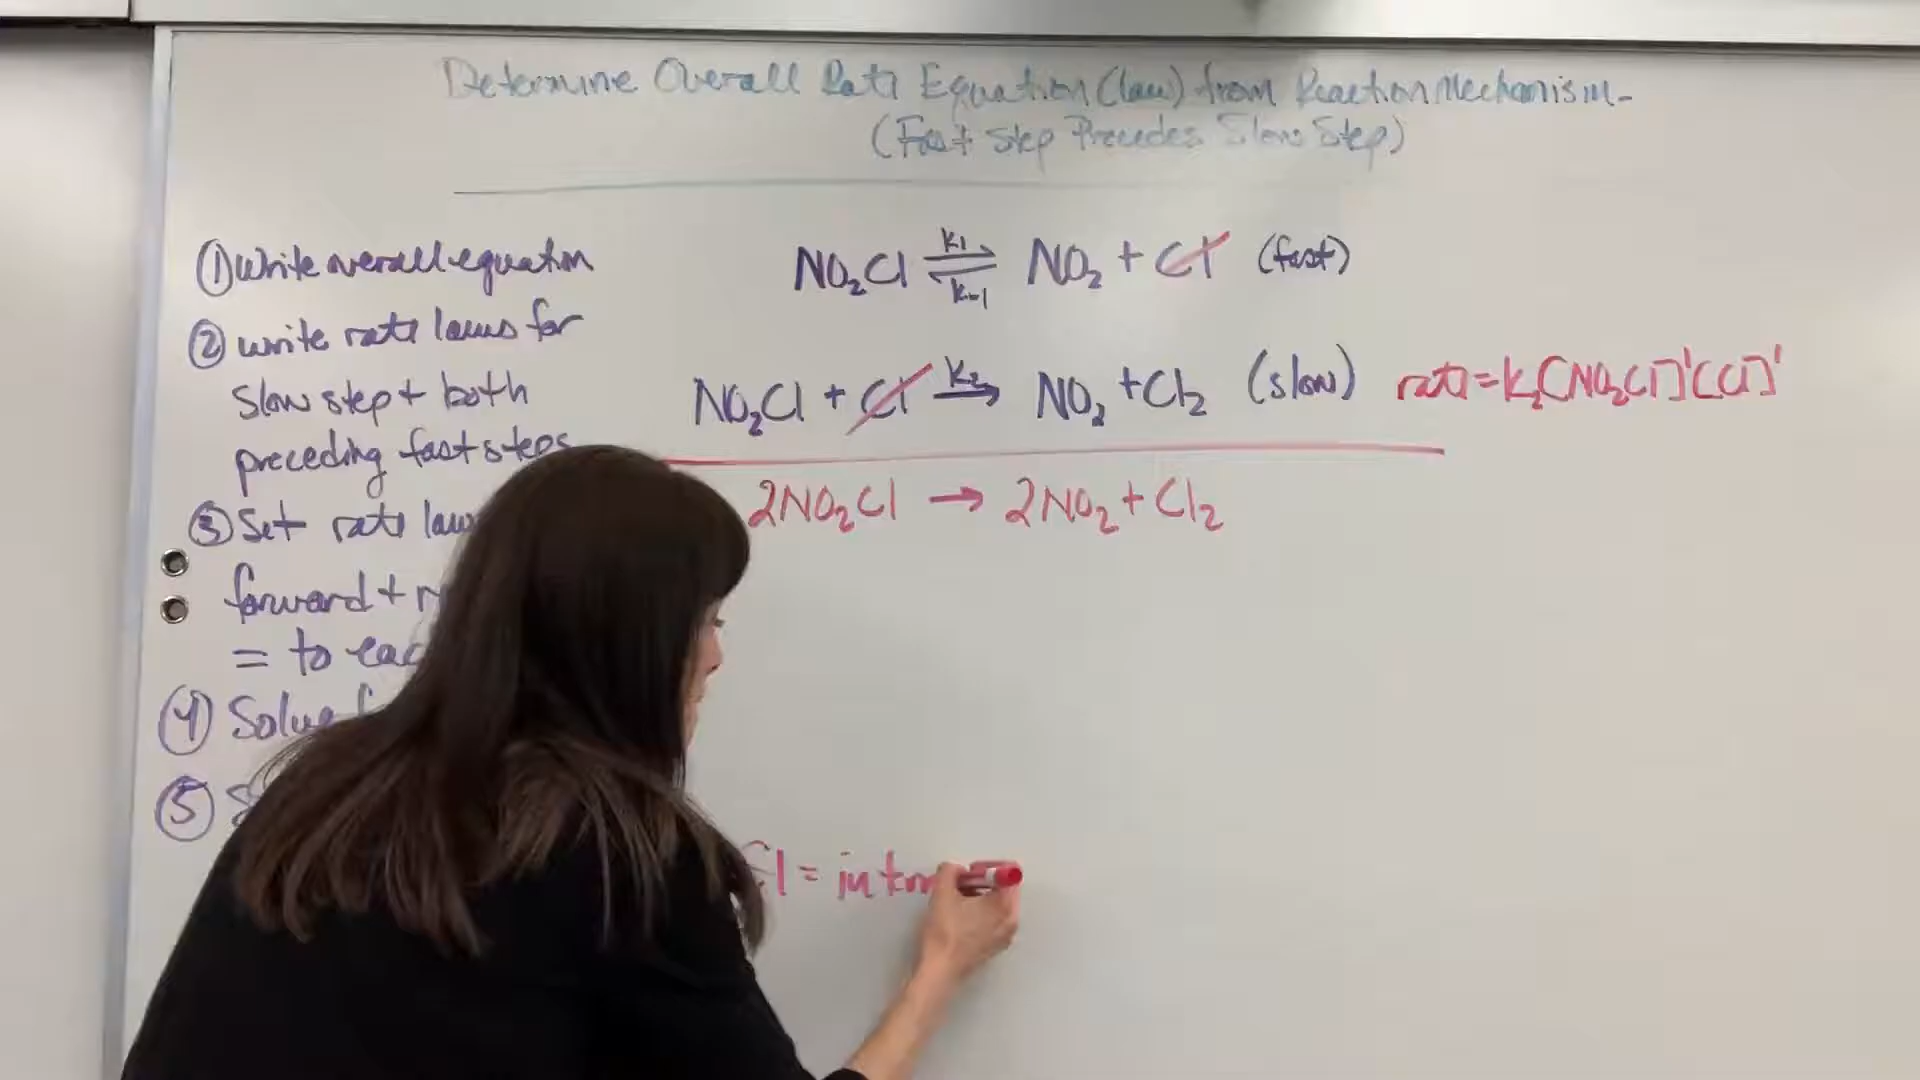 Determine Overall Rate Equation (law) from Reaction Mechanism-
(Fast Step Precedes Slow Step)
① Write overall equation
② write rate laws for
slow step + both
preceding fast steps
③ Set rate law
forward + r
= to eac
④ Solve f
⑤ S
NO₂Cl ⇌ NO₂ + Cl (fast)
k₁
k₋₁
NO₂Cl + Cl → NO₂ + Cl₂ (slow) rate = k₂[NO₂Cl]¹[Cl]¹
k₂
2NO₂Cl → 2NO₂ + Cl₂
Cl = interm